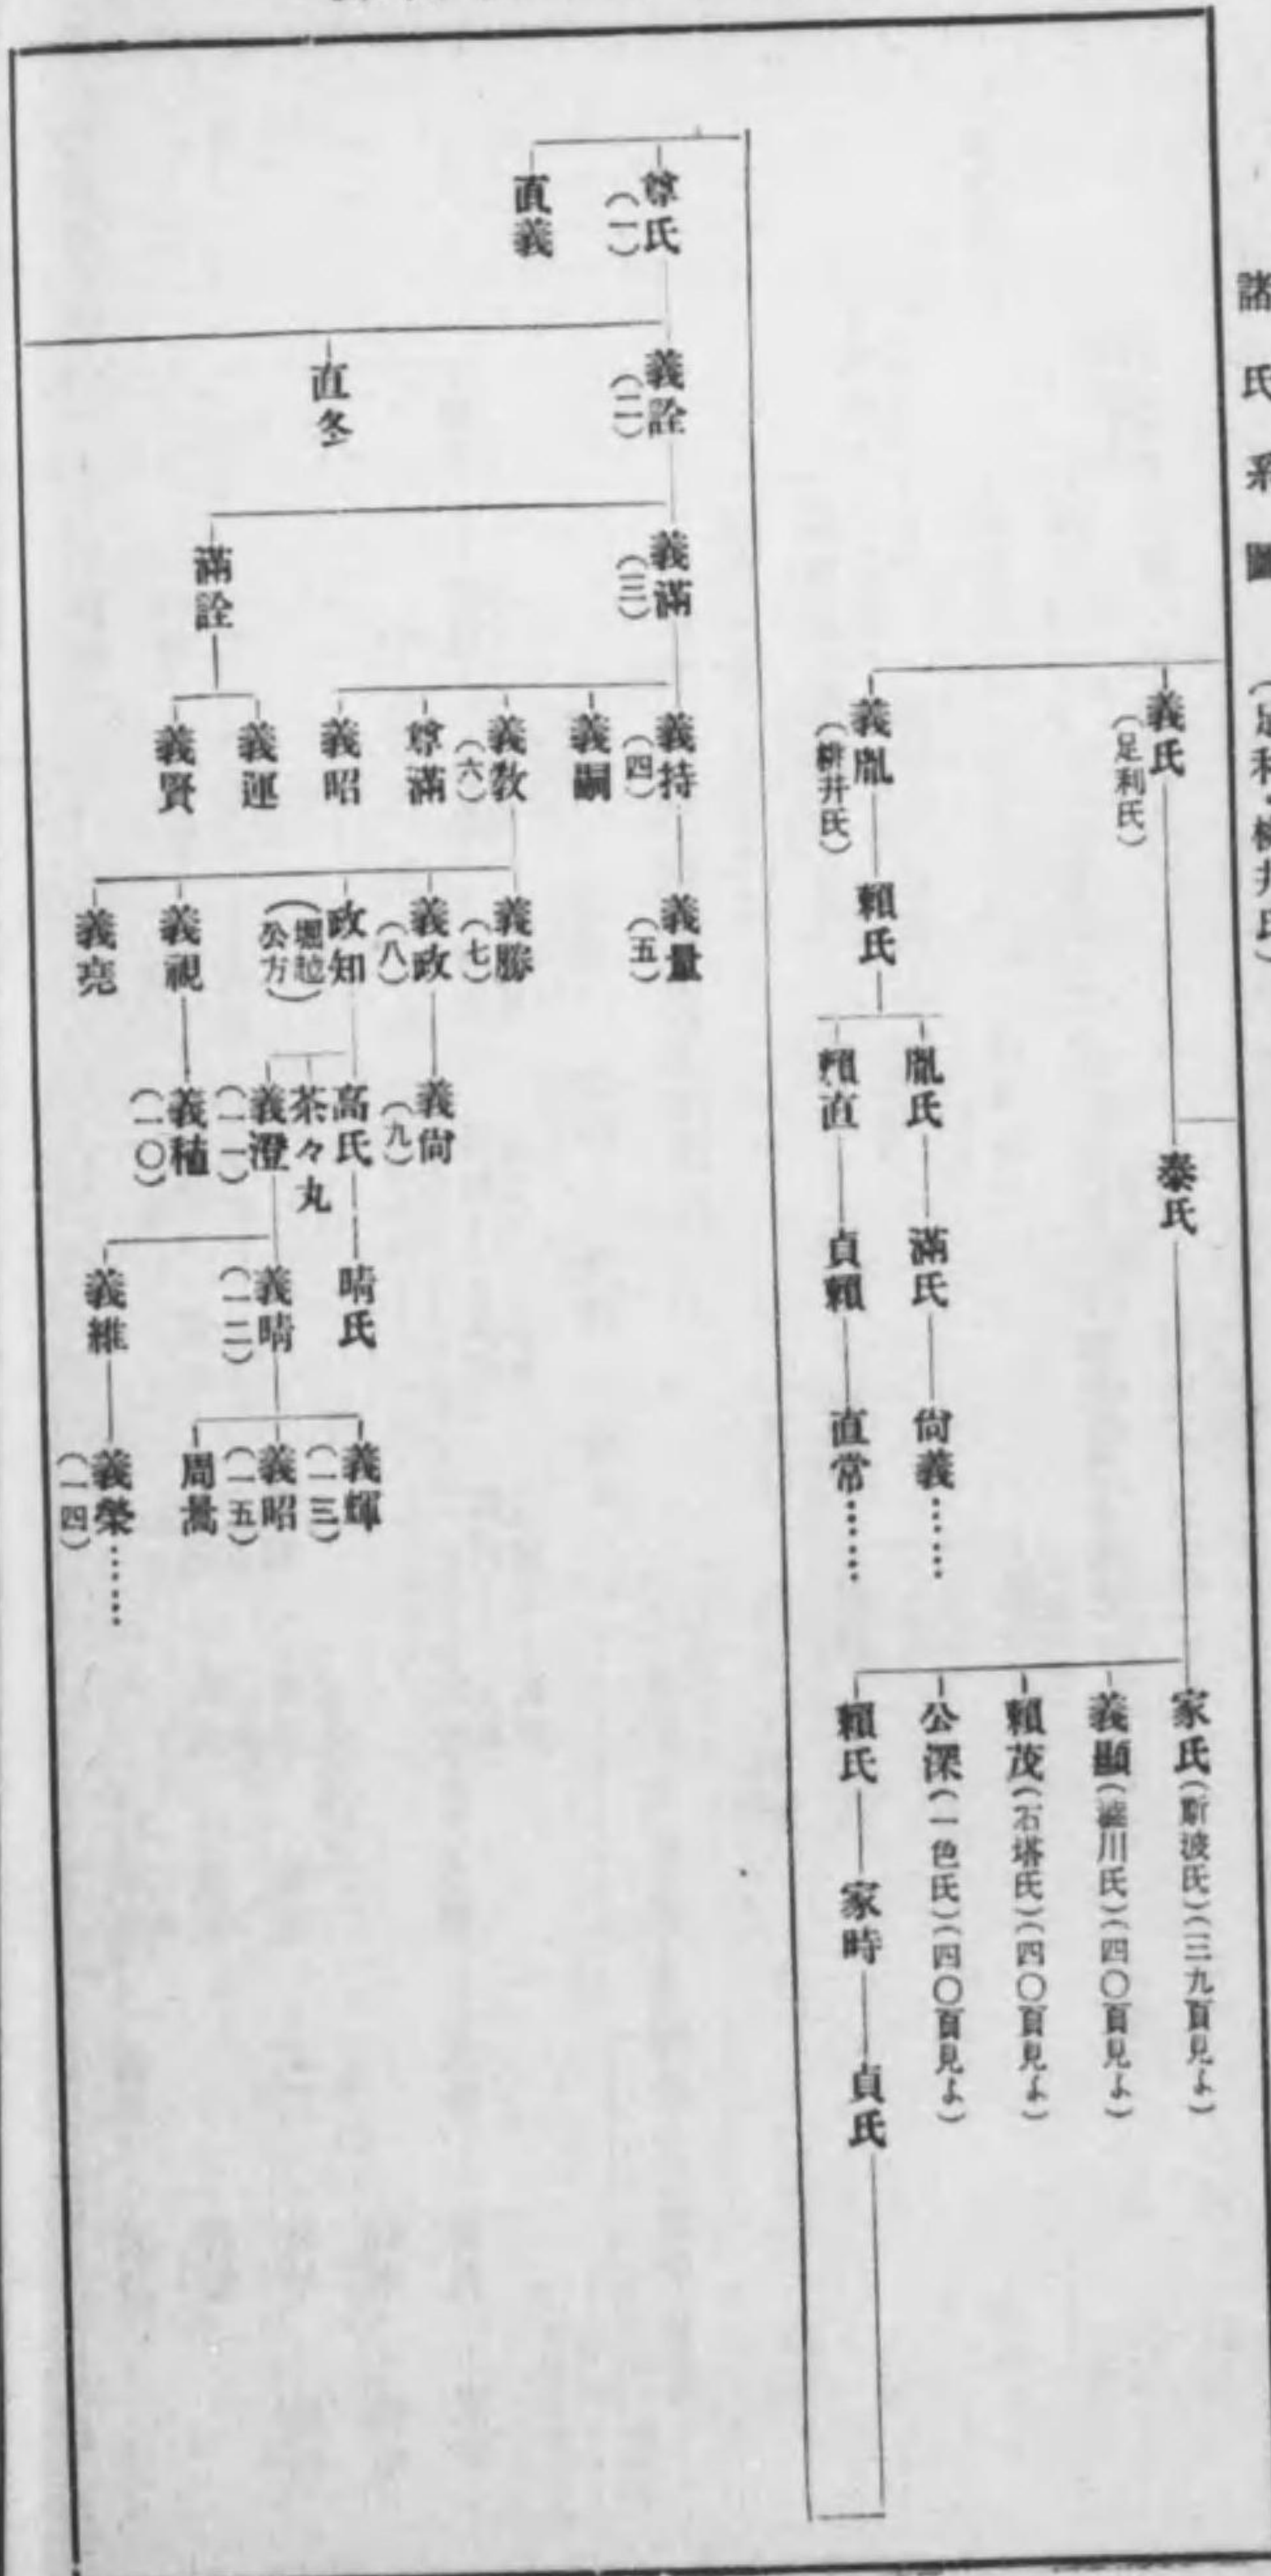 諸氏系圖
義氏
(足利氏)
泰氏
家氏(斯波氏)(三九頁見よ)
義顯(澁川氏)(四〇頁見よ)
賴茂(石塔氏)(四〇頁見よ)
公深(一色氏)(四〇頁見よ)
賴氏
家時
貞氏
義胤
賴氏
胤氏
滿氏
尙義……
賴直
貞賴
直常……
尊氏
(一)
直義
義詮
(二)
直冬
義滿
(三)
滿詮
義持
(四)
義嗣
義敎
(六)
尊滿
義昭
義運
義賢
義量
(五)
義勝
(七)
義政
(八)
政知
(堀越公方)
義視
義堯
義尙
(九)
高氏
茶々丸
義澄
(一一)
義稙
(一〇)
晴氏
義晴
(一二)
義維
義輝
(一三)
義昭
(一五)
周暠
義榮……
(一四)